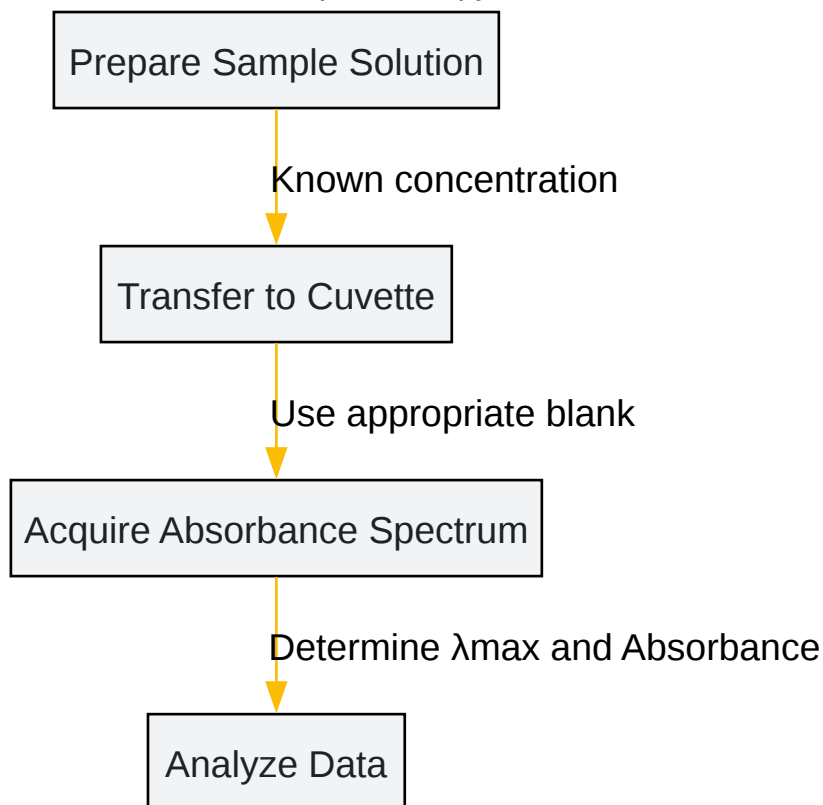 Prepare Sample Solution
Known concentration
Transfer to Cuvette
Use appropriate blank
Acquire Absorbance Spectrum
Determine λmax and Absorbance
Analyze Data